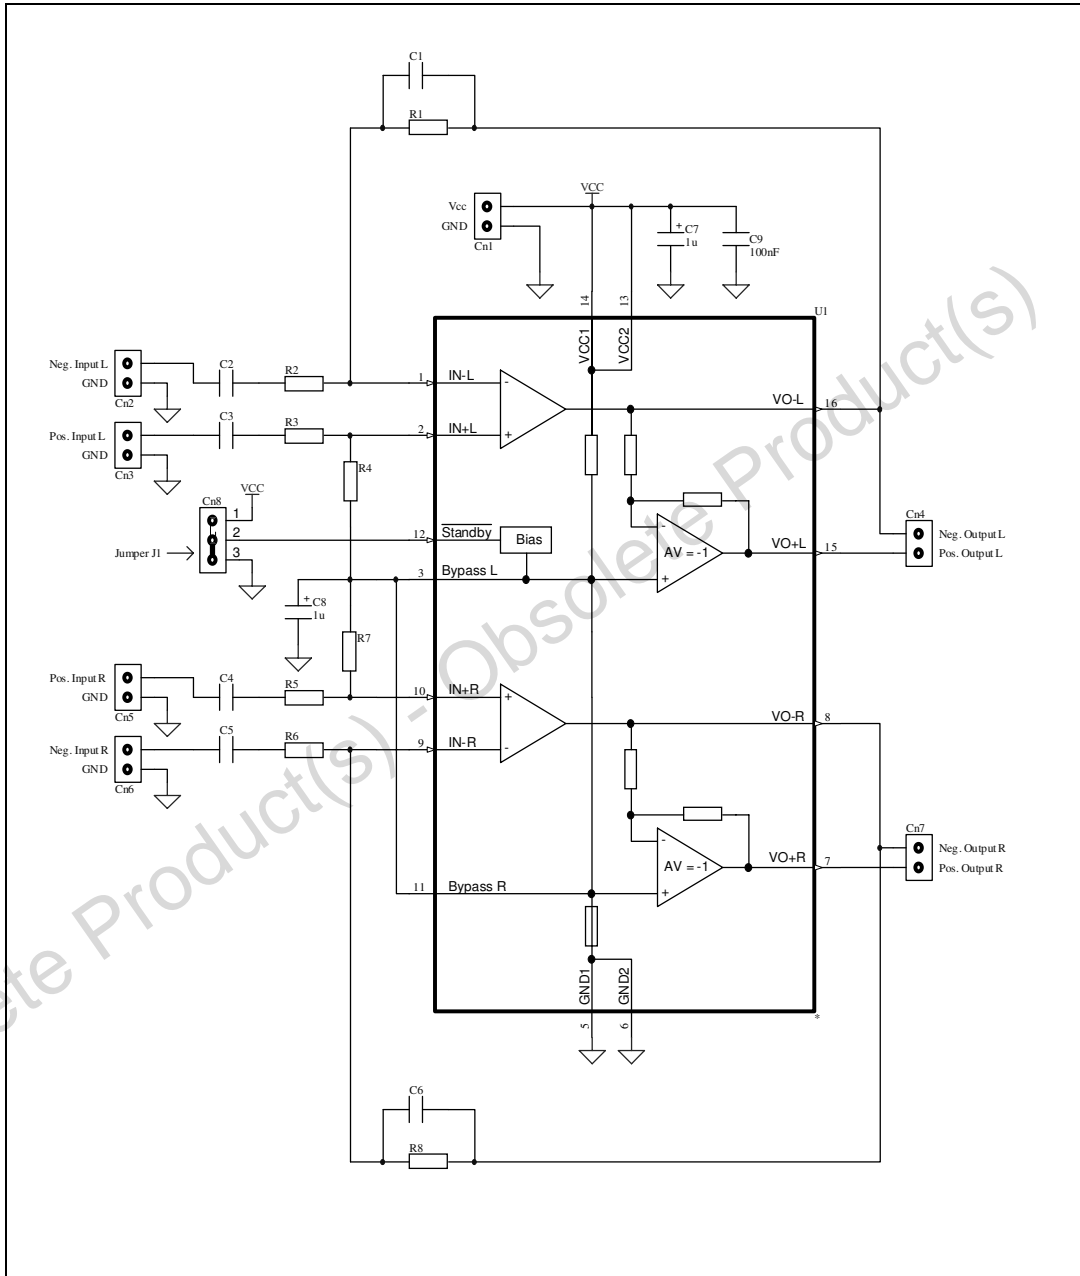 C1
R1
VCC
Vcc
GND
Cn1
+
C7
1u
C9
100nF
14
13
U1
VCC1
VCC2
Neg. Input L
GND
Cn2
C2
R2
1
IN-L
-
VO-L
16
Pos. Input L
GND
Cn3
C3
R3
2
IN+L
+
R4
VCC
Cn8
1
2
3
Jumper J1
12
Standby
Bias
-
AV = -1
+
VO+L
15
Cn4
Neg. Output L
Pos. Output L
3
Bypass L
+
C8
1u
R7
Pos. Input R
GND
Cn5
C4
R5
10
IN+R
+
VO-R
8
Neg. Input R
GND
Cn6
C5
R6
9
IN-R
-
-
AV = -1
+
VO+R
7
Cn7
Neg. Output R
Pos. Output R
11
Bypass R
GND1
GND2
5
6
*
C6
R8
ete Product(s) - Obsolete Product(s)